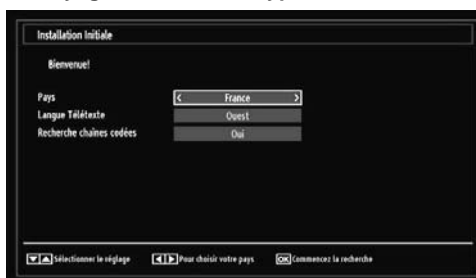 Installation Initiale
Bienvenue!
Pays < France >
Langue Télétexte Ouest
Recherche chaînes codées Oui
Sélectionner le réglage Pour choisir votre pays OK Commencez la recherche